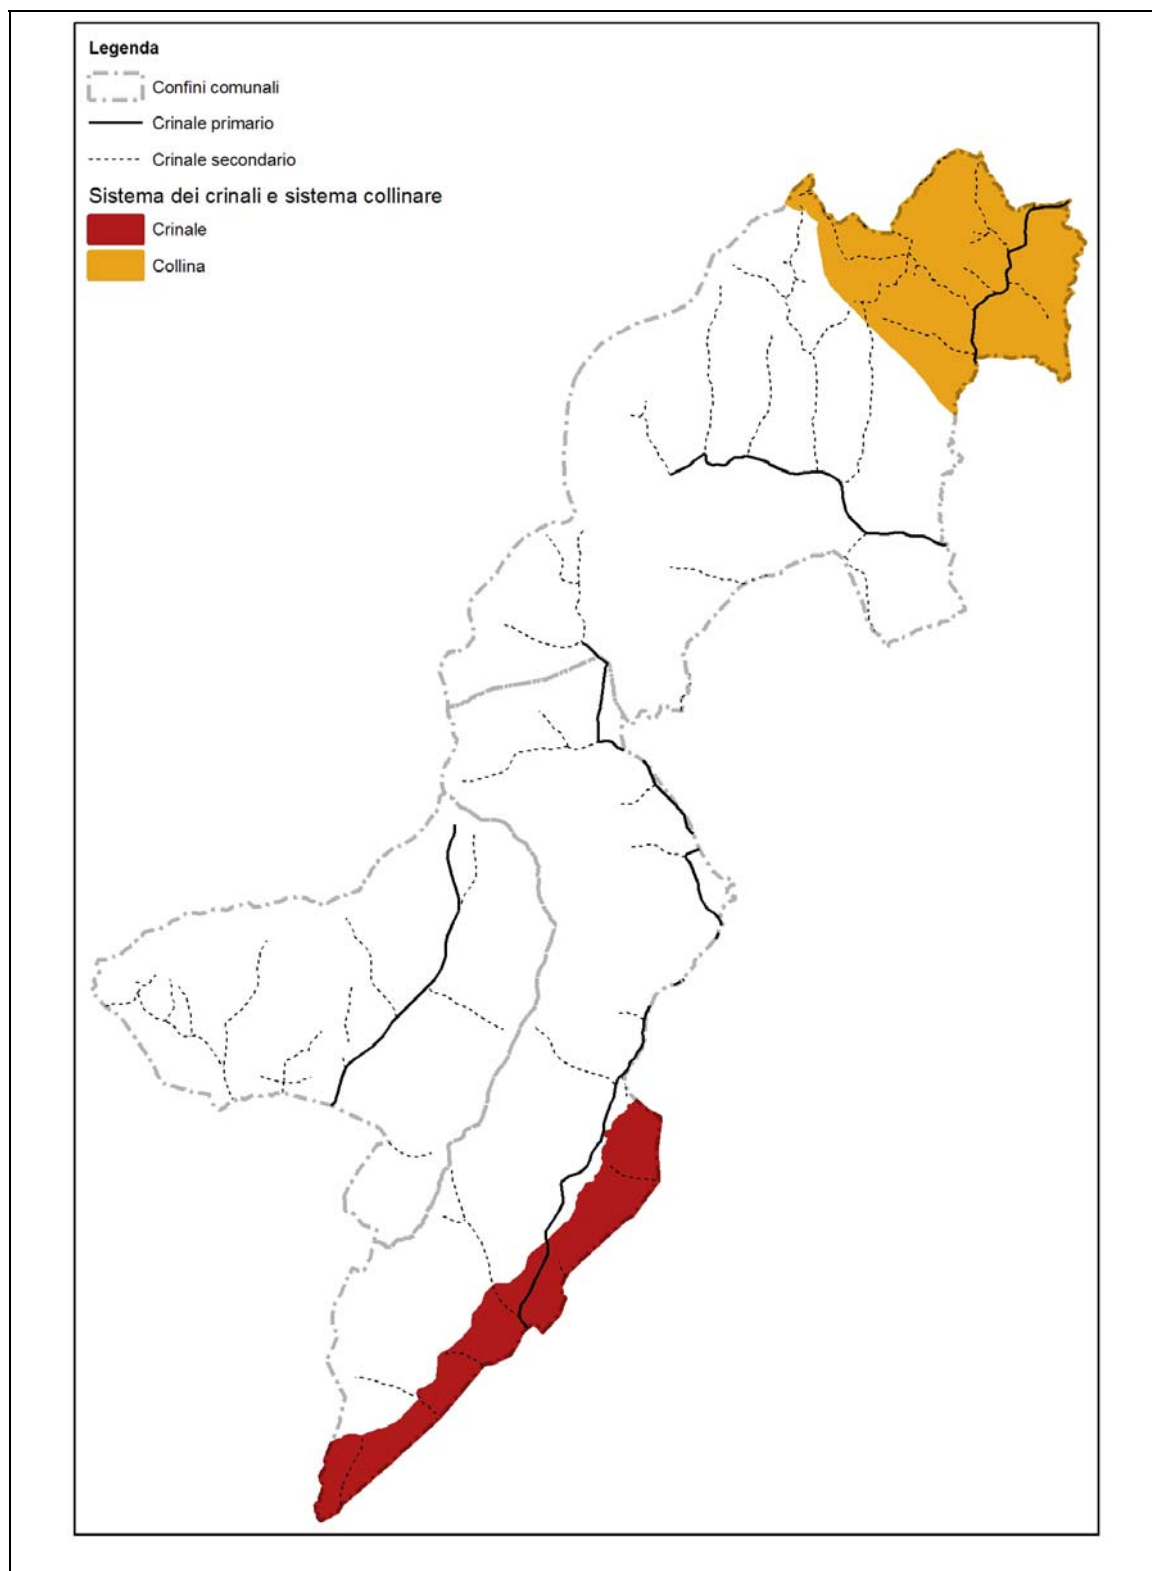 Legenda
Confini comunali
Crinale primario
Crinale secondario
Sistema dei crinali e sistema collinare
Crinale
Collina